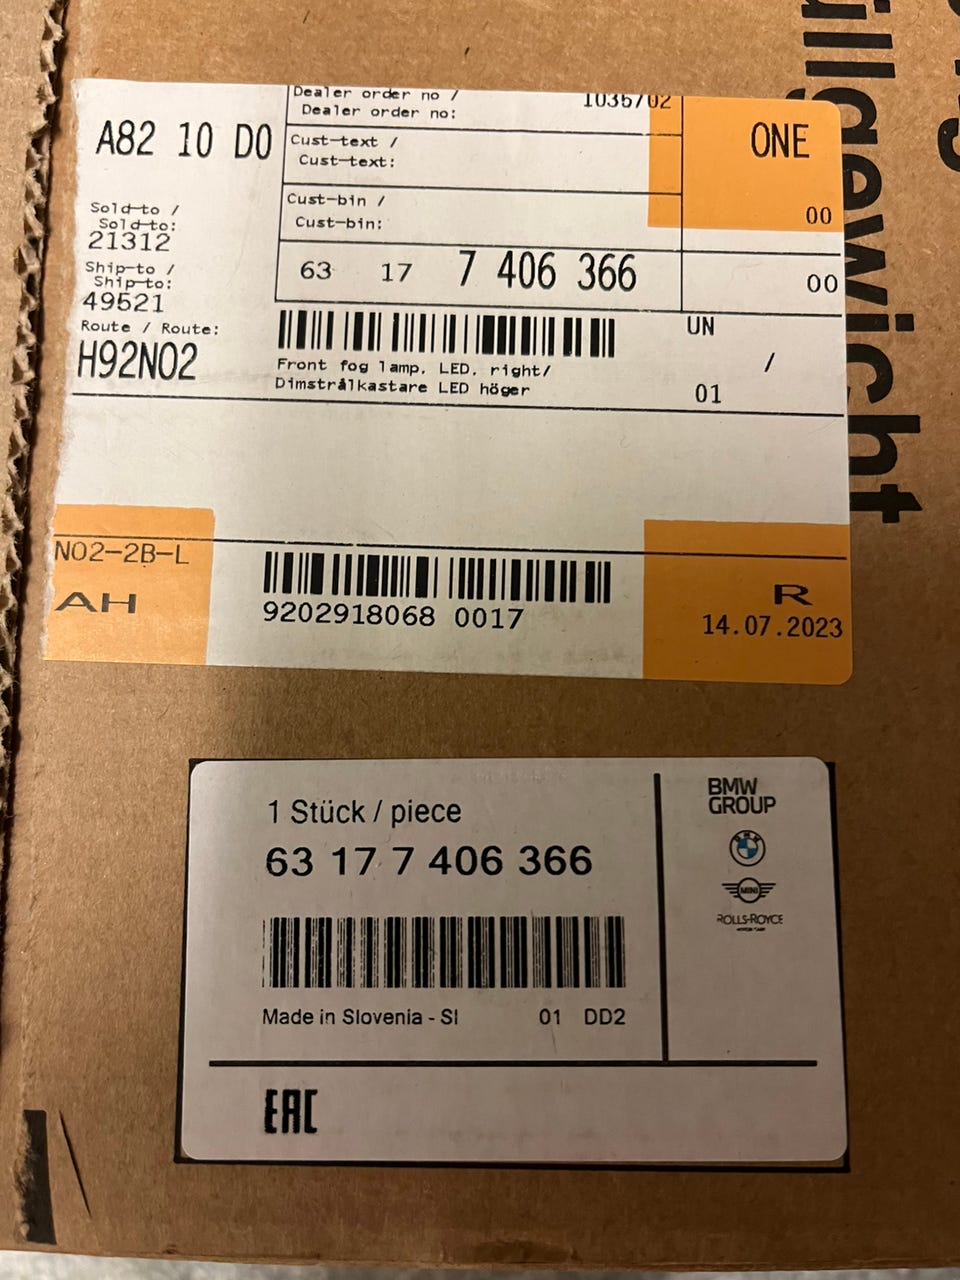 Dealer order no /
Dealer order no:
1035702
A82 10 D0
ONE
Cust-text /
Cust-text:
Cust-bin /
Cust-bin:
00
Sold-to /
Sold-to:
21312
Ship-to /
Ship-to:
49521
63 17 7 406 366
00
Route / Route:
H92N02
UN
/
01
Front fog lamp, LED, right/
Dimstrålkastare LED höger
N02-2B-L
AH
9202918068 0017
R
14.07.2023
1 Stück / piece
63 17 7 406 366
Made in Slovenia - SI
01 DD2
BMW
GROUP
BMW
MINI
ROLLS-ROYCE
EAC